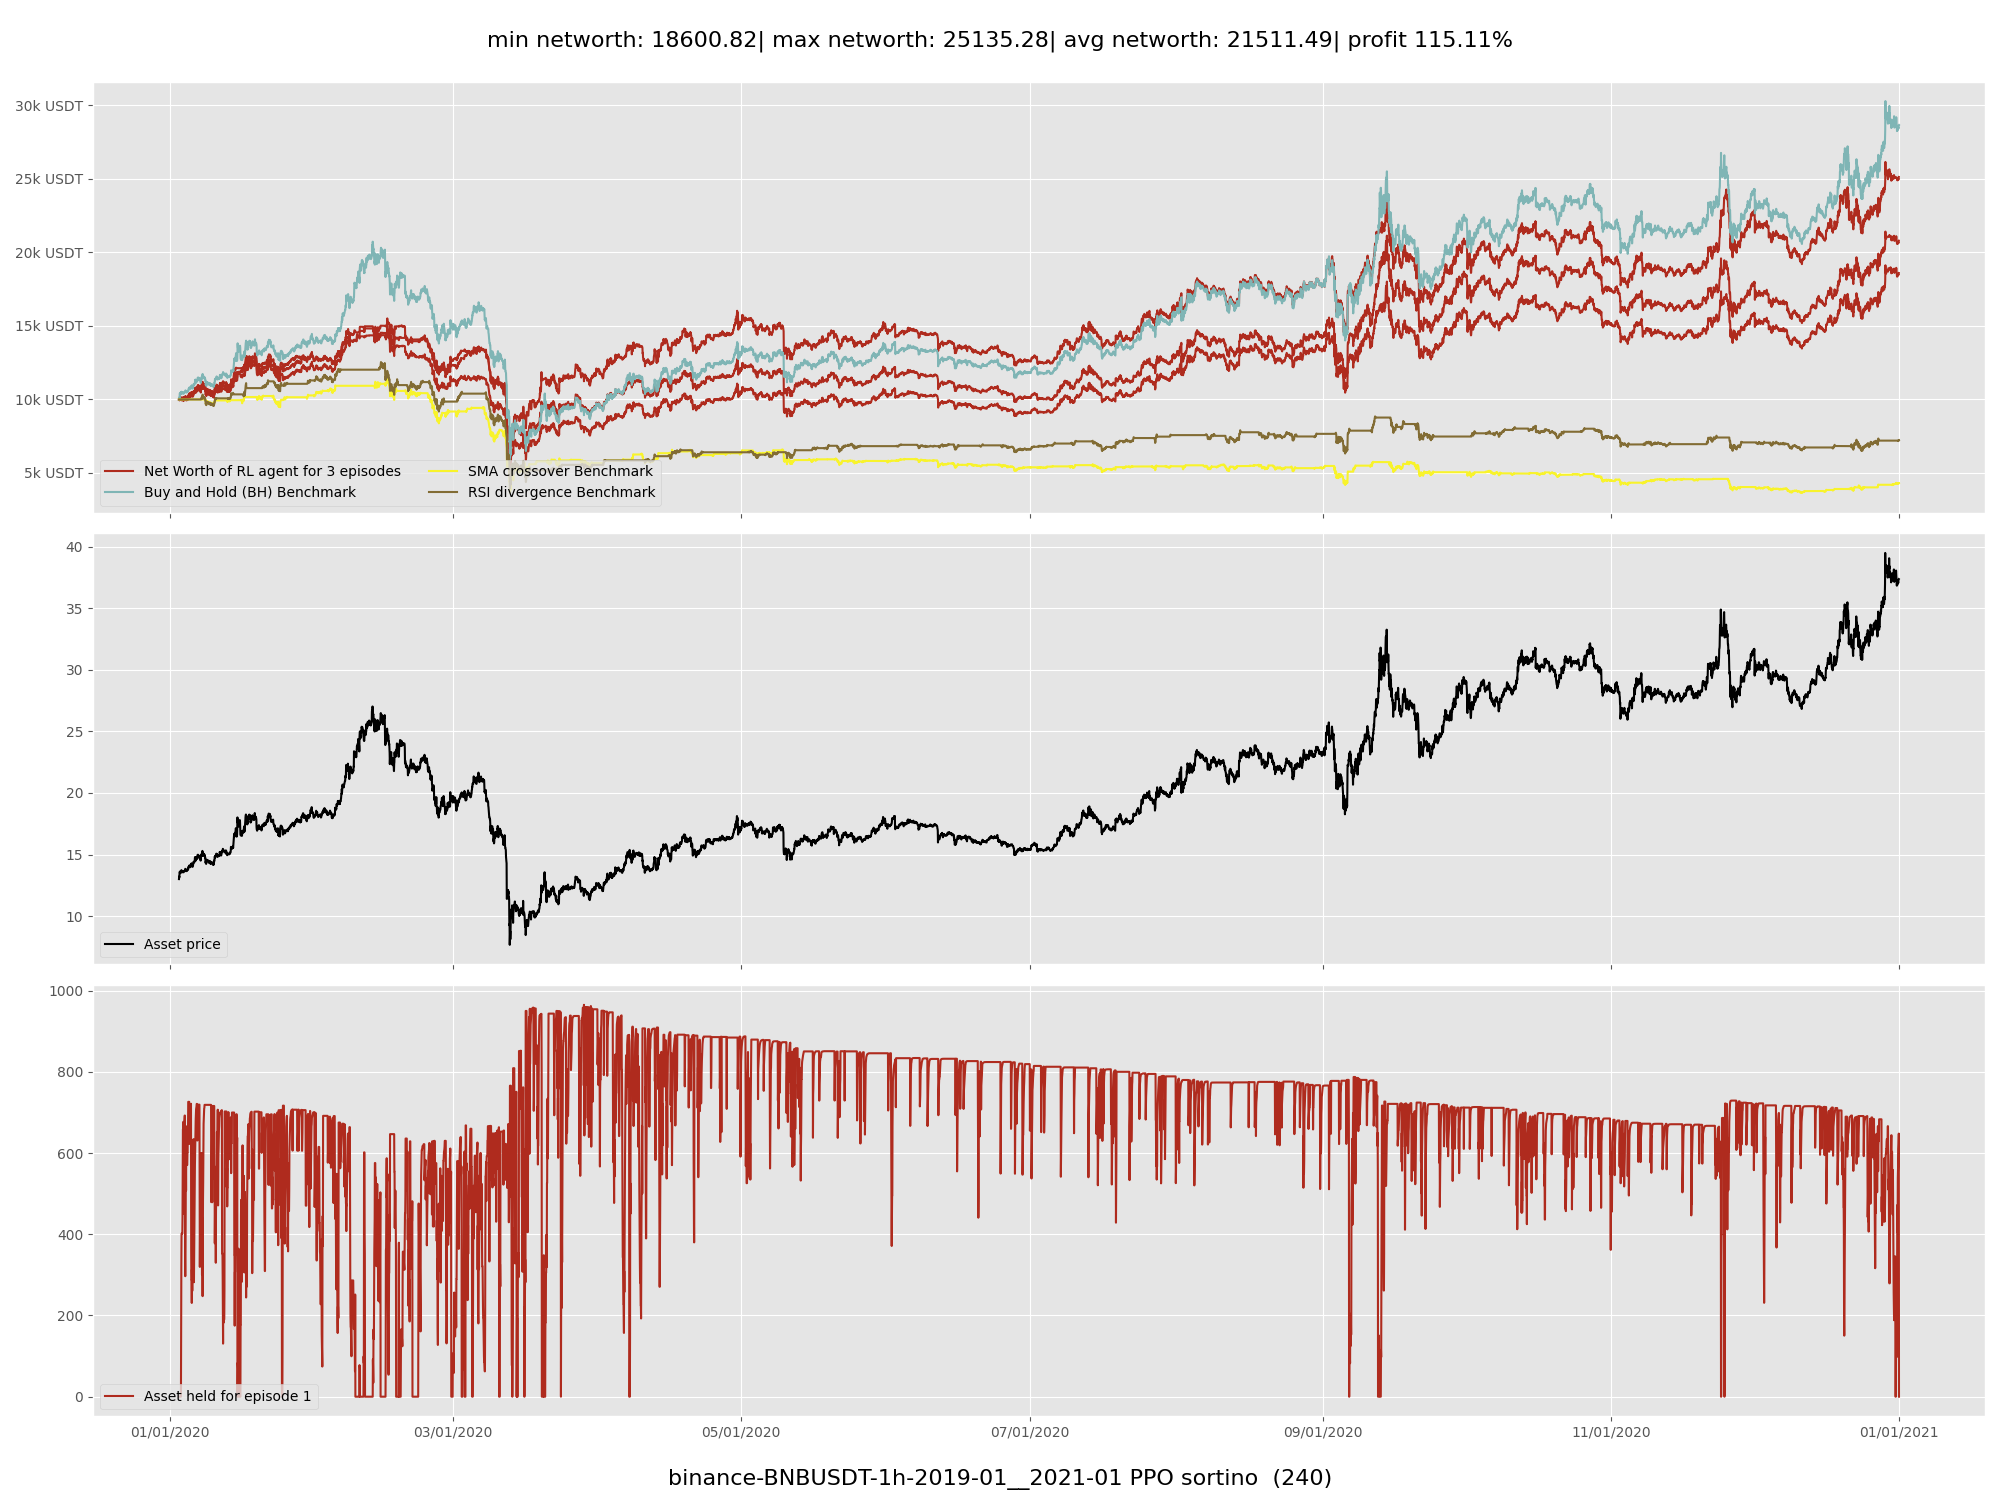 min networth: 18600.82| max networth: 25135.28| avg networth: 21511.49| profit 115.11%
30k USDT
25k USDT
20k USDT
15k USDT
10k USDT
5k USDT
Net Worth of RL agent for 3 episodes
Buy and Hold (BH) Benchmark
SMA crossover Benchmark
RSI divergence Benchmark
40
35
30
25
20
15
10
Asset price
1000
800
600
400
200
0
Asset held for episode 1
01/01/2020
03/01/2020
05/01/2020
07/01/2020
09/01/2020
11/01/2020
01/01/2021
binance-BNBUSDT-1h-2019-01__2021-01 PPO sortino (240)